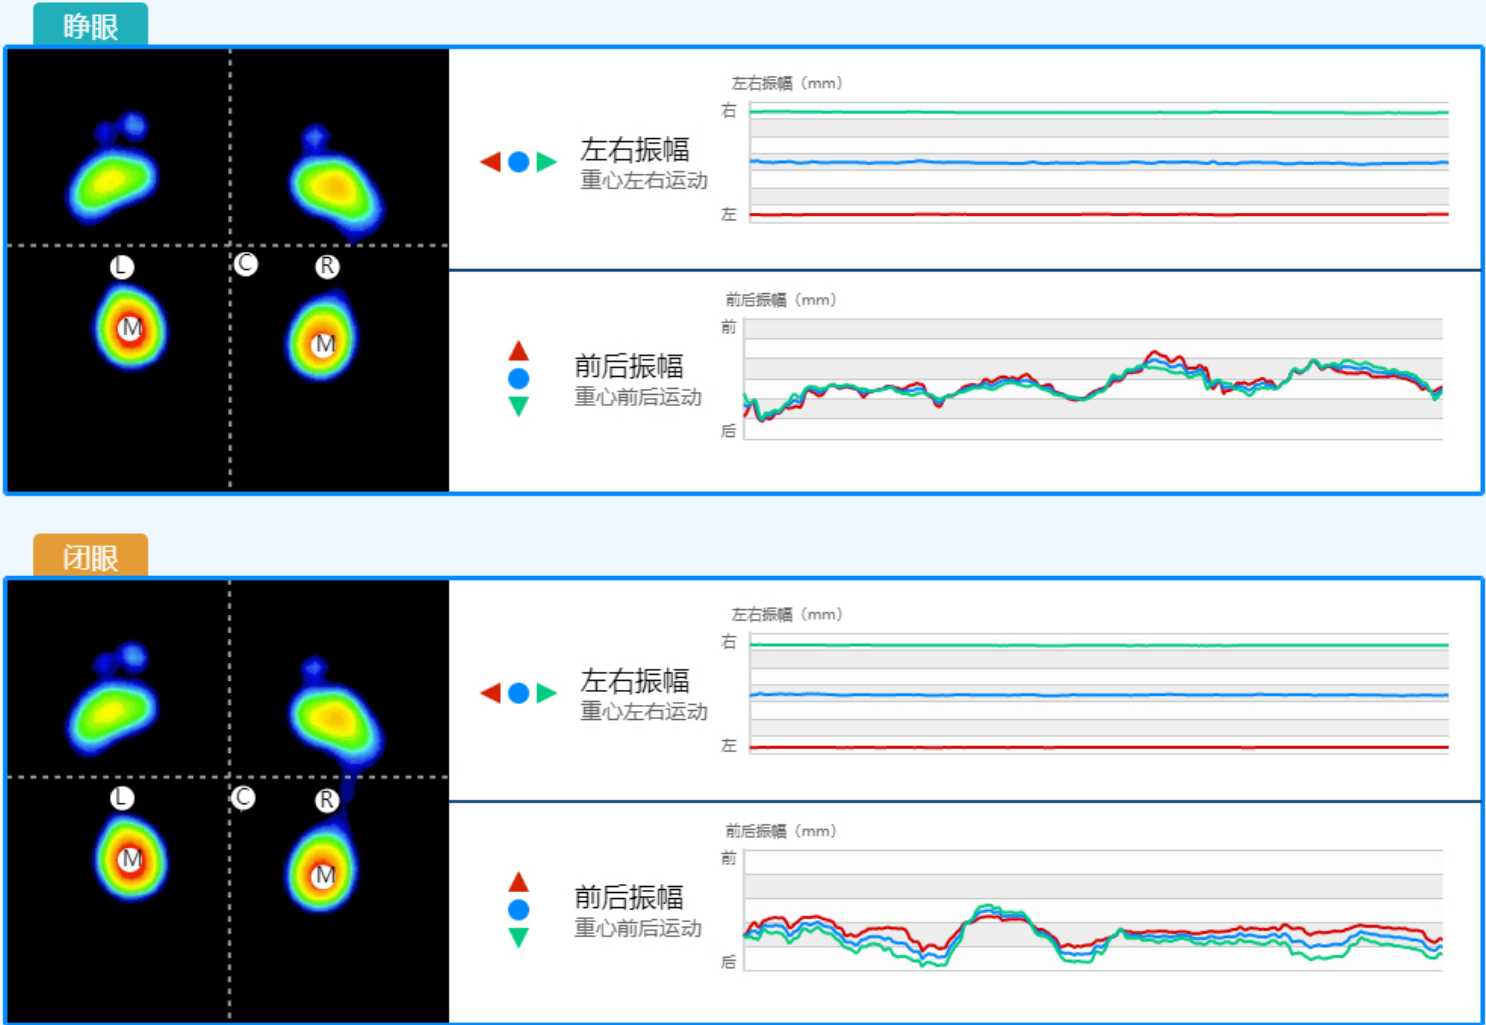 睁眼
左右振幅（mm）
右
左右振幅
重心左右运动
左
L
C
R
M
M
前后振幅（mm）
前
前后振幅
重心前后运动
后
闭眼
左右振幅（mm）
右
左右振幅
重心左右运动
左
L
C
R
M
M
前后振幅（mm）
前
前后振幅
重心前后运动
后